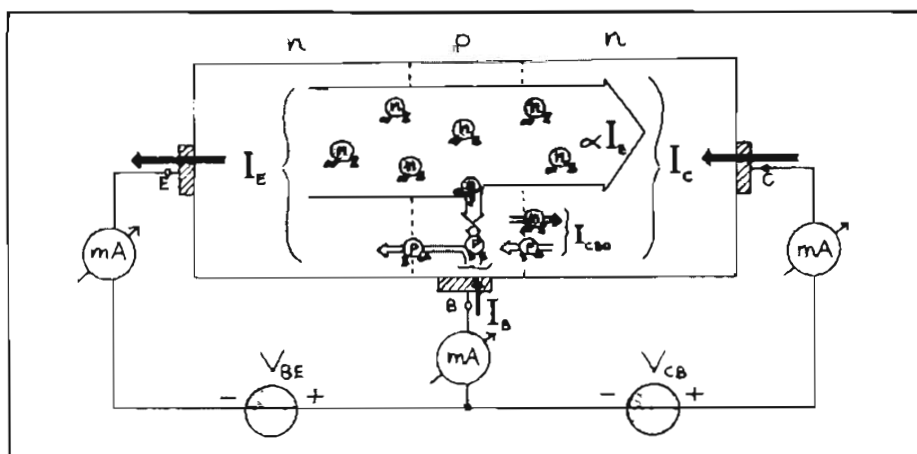 n p n
n n n
n n n
I_E αI_E I_C
n
n
p p p I_CBO
E C
mA mA
B I_B
mA
V_BE V_CB
- + - +